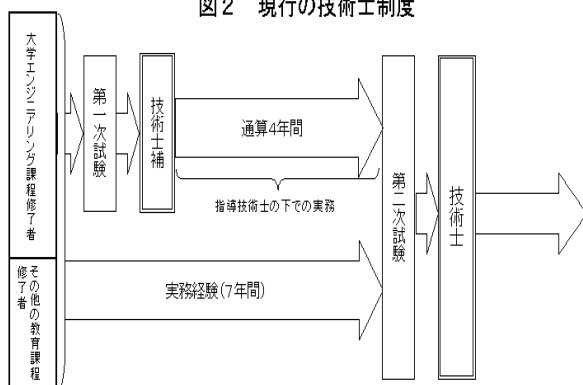 図2 現行の技術士制度
大学エンジニアリング課程修了者
第一次試験
技術士補
通算4年間
指導技術士の下での実務
第二次試験
技術士
その他の教育課程
修了者
実務経験(7年間)